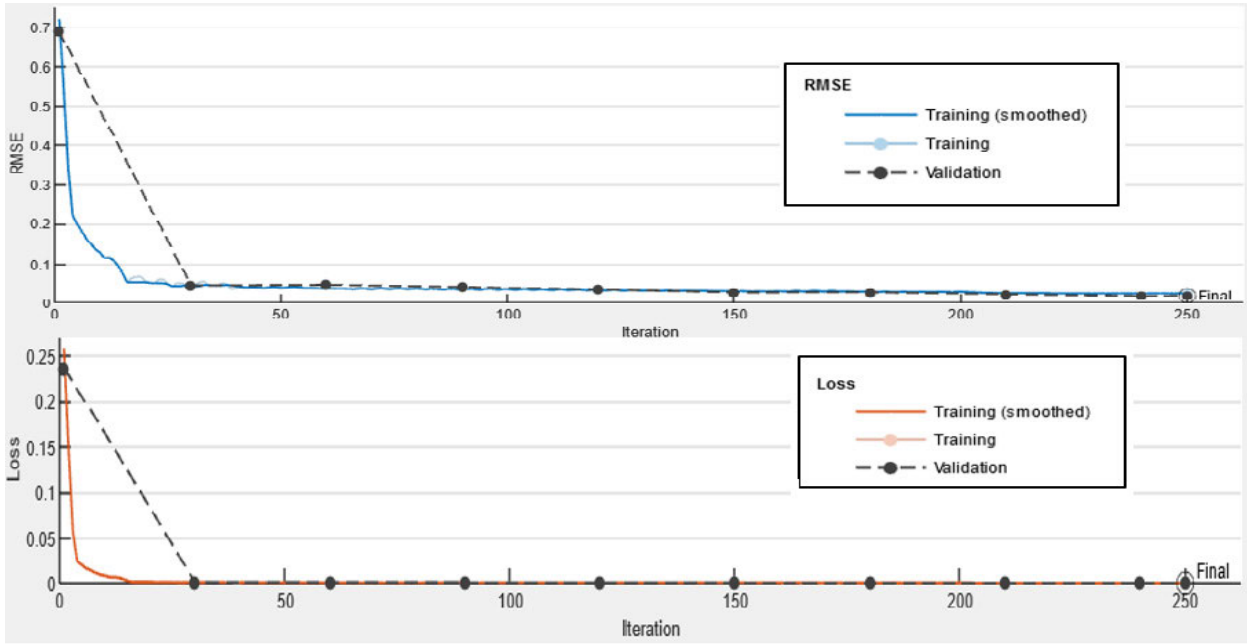 0.7
0.6
0.5
0.4
0.3
0.2
0.1
0
RMSE
RMSE
Training (smoothed)
Training
Validation
Final
0 50 100 150 200 250
Iteration
0.25
0.2
0.15
0.1
0.05
0
Loss
Loss
Training (smoothed)
Training
Validation
Final
0 50 100 150 200 250
Iteration